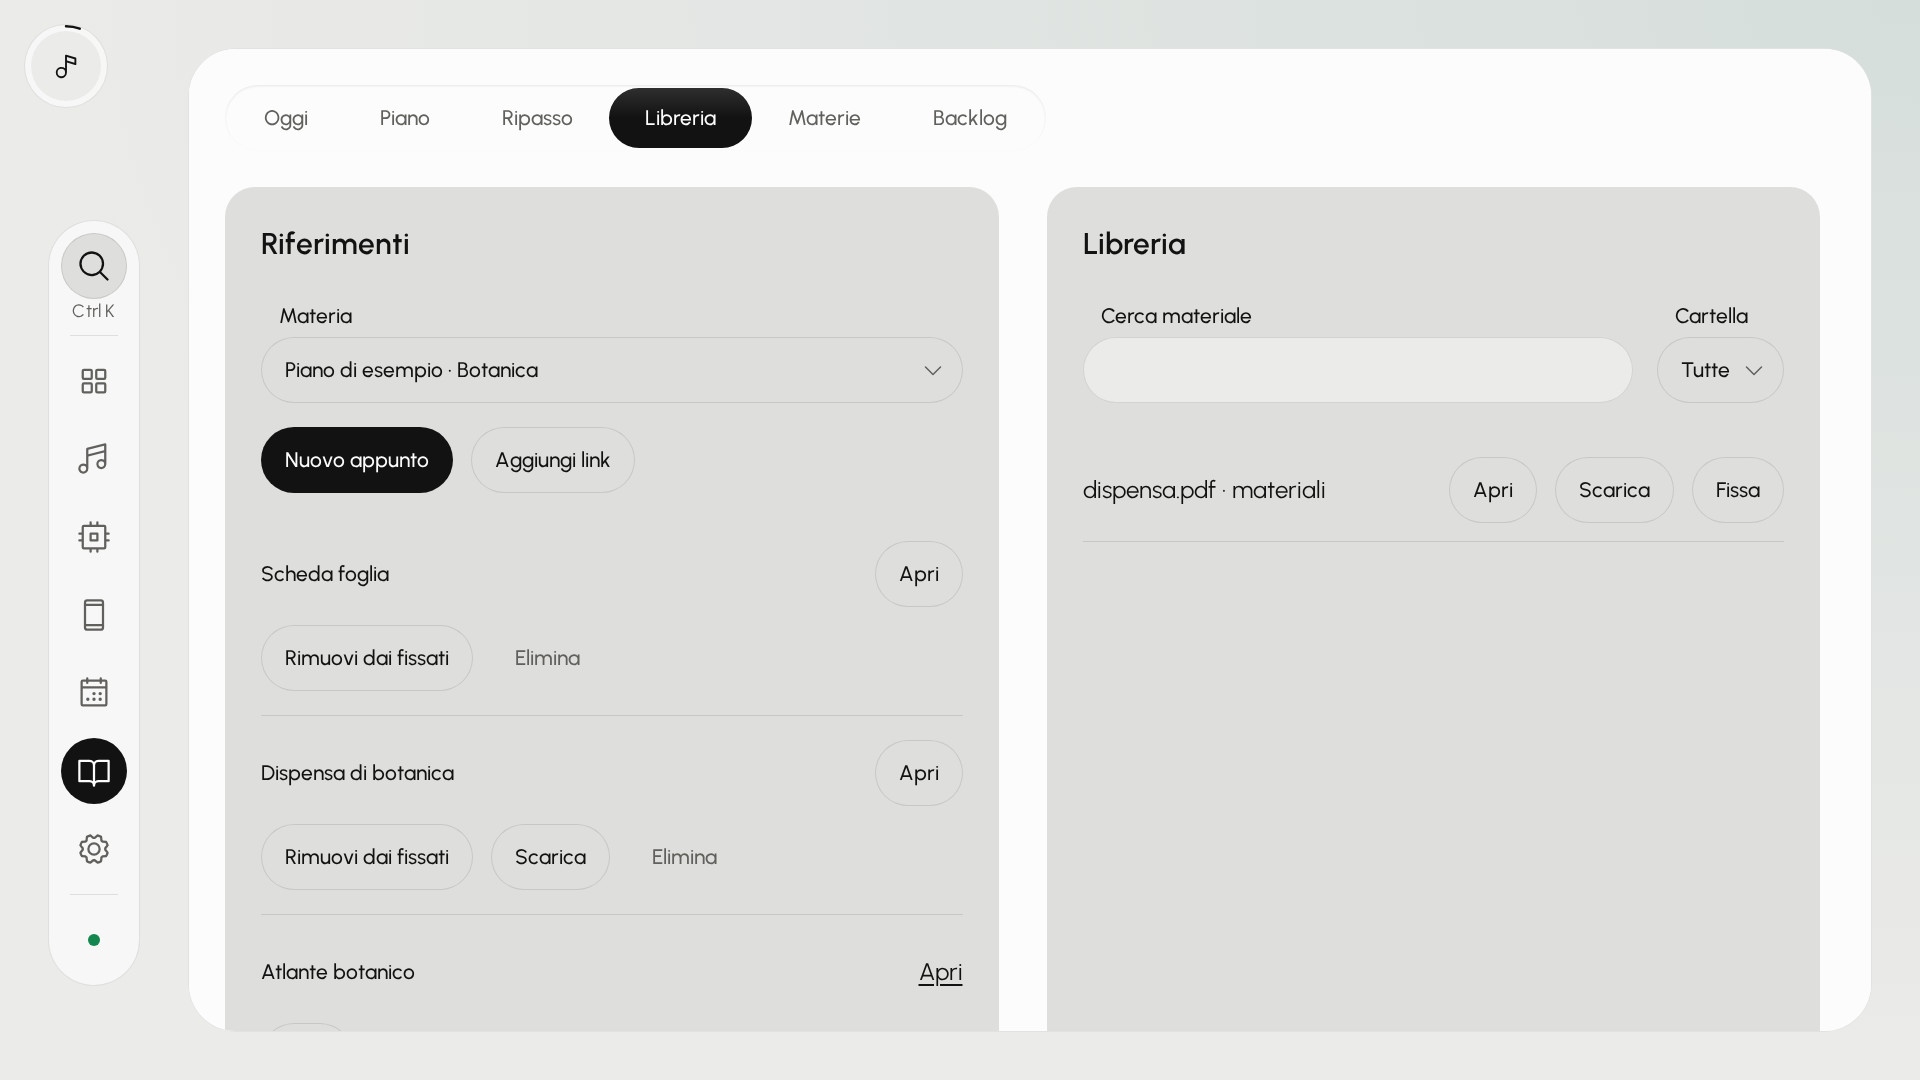 Oggi Piano Ripasso Libreria Materie Backlog
Ctrl K
Riferimenti
Materia
Piano di esempio · Botanica
Nuovo appunto Aggiungi link
Scheda foglia Apri
Rimuovi dai fissati Elimina
Dispensa di botanica Apri
Rimuovi dai fissati Scarica Elimina
Atlante botanico Apri
Libreria
Cerca materiale Cartella
Tutte
dispensa.pdf · materiali Apri Scarica Fissa